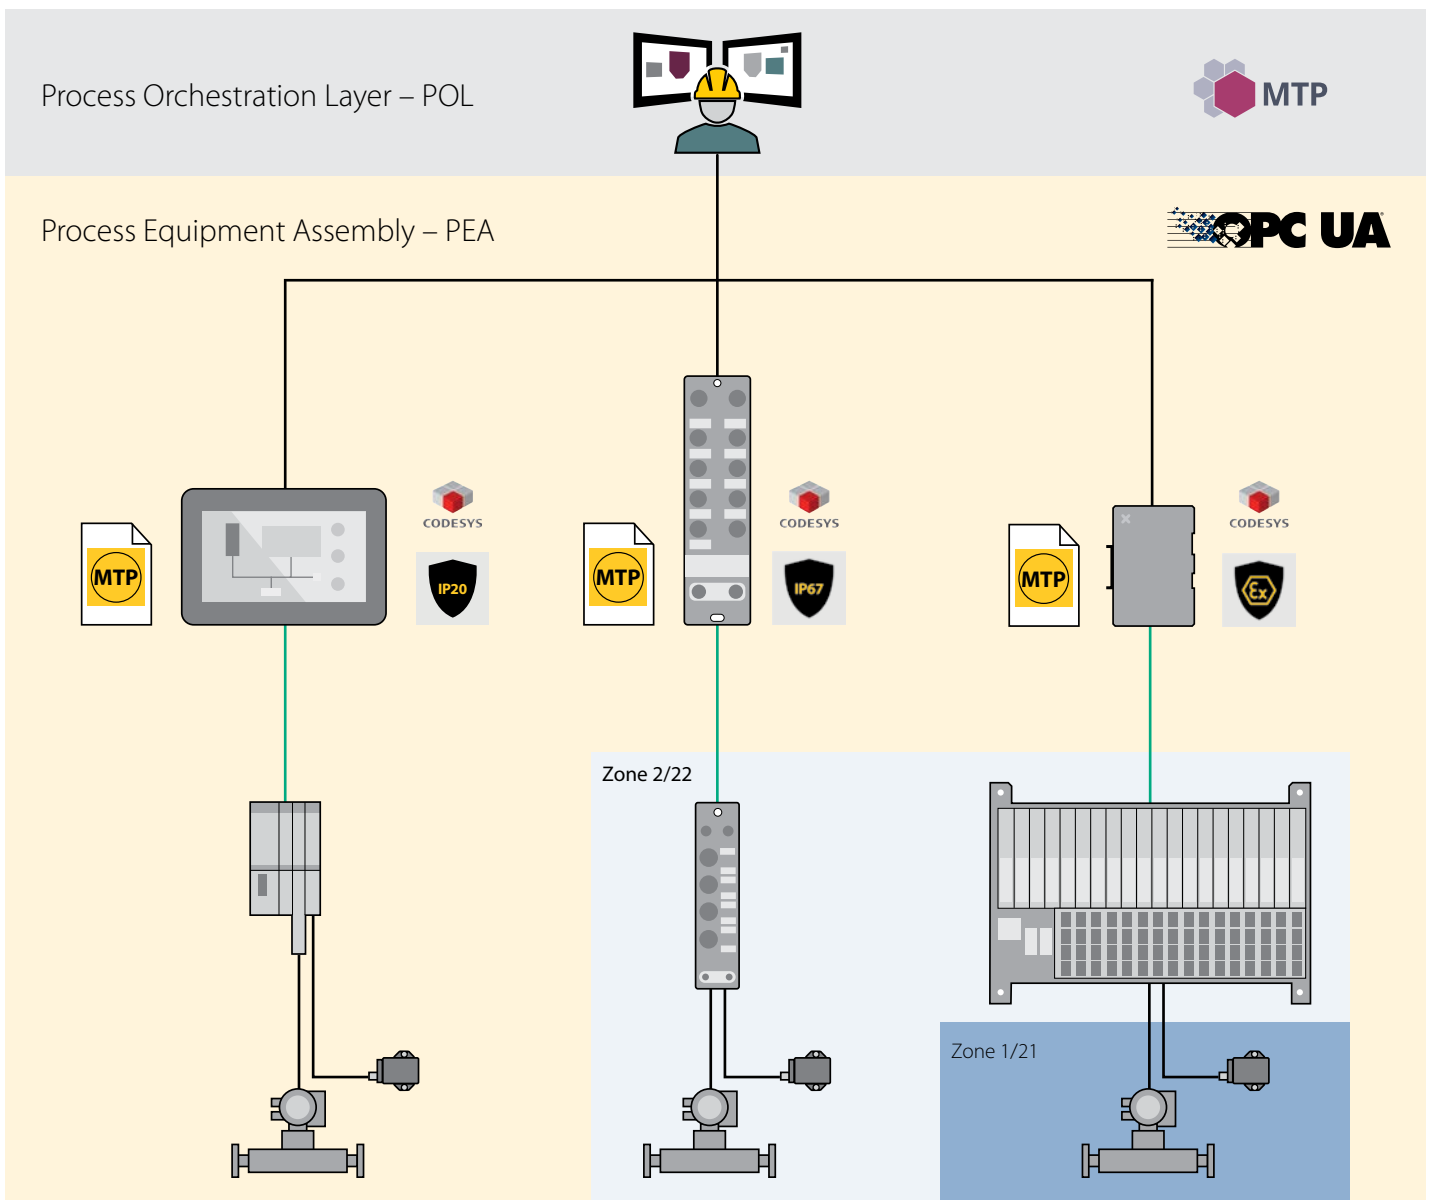 Process Orchestration Layer – POL
MTP
Process Equipment Assembly – PEA
OPC UA
CODESYS
CODESYS
CODESYS
MTP
IP20
MTP
IP67
MTP
Ex
Zone 2/22
Zone 1/21